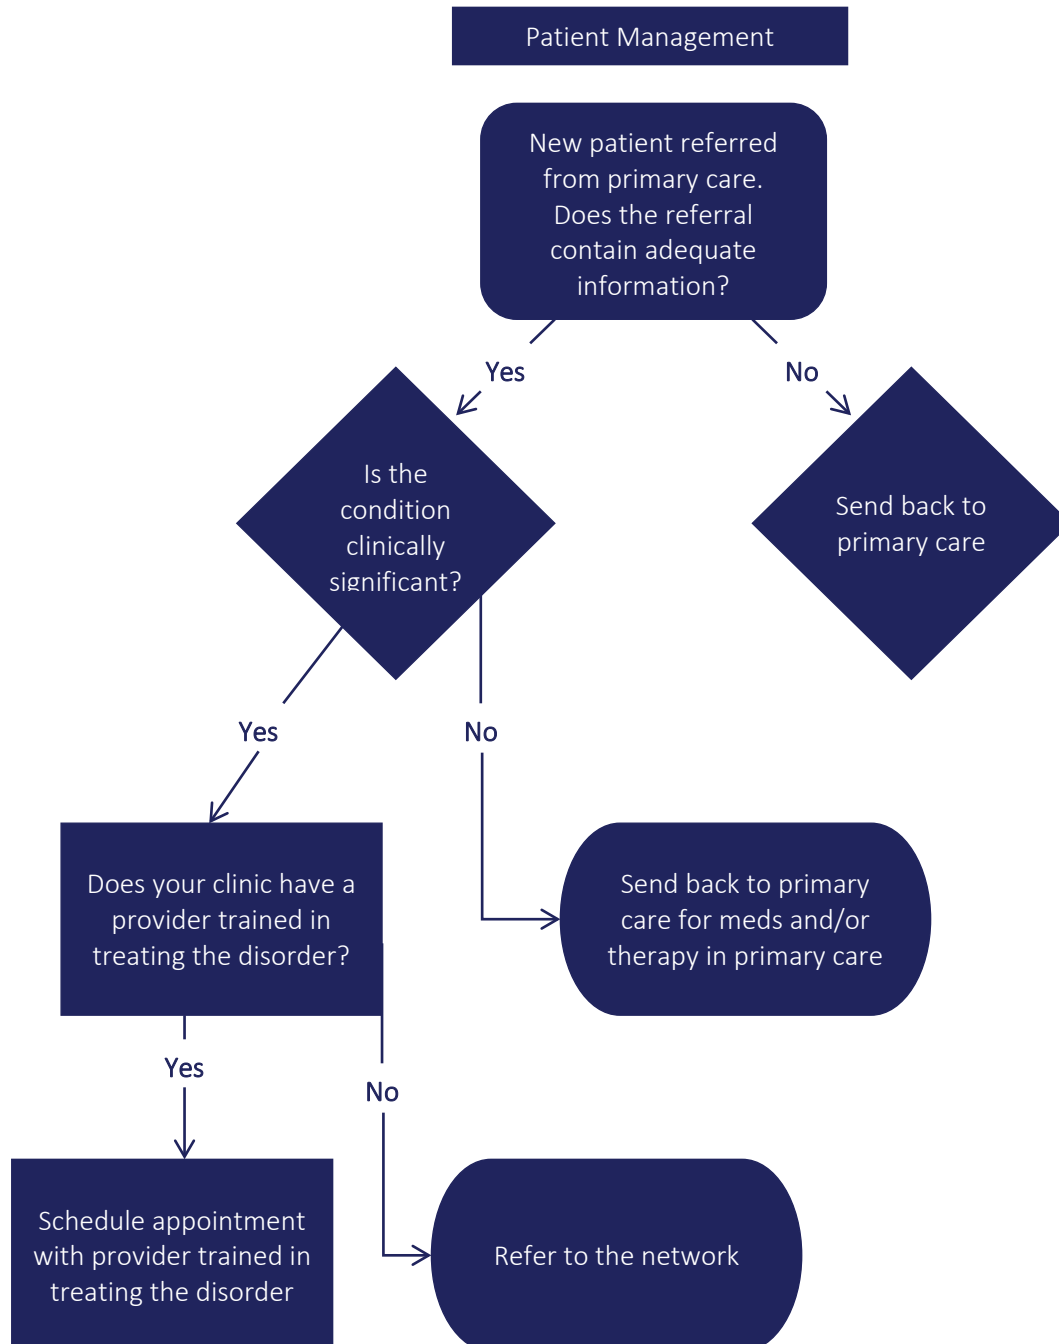 Patient Management
New patient referred
from primary care.
Does the referral
contain adequate
information?
Yes
No
Is the
condition
clinically
significant?
Send back to
primary care
Yes
No
Does your clinic have a
provider trained in
treating the disorder?
Send back to primary
care for meds and/or
therapy in primary care
Yes
No
Schedule appointment
with provider trained in
treating the disorder
Refer to the network